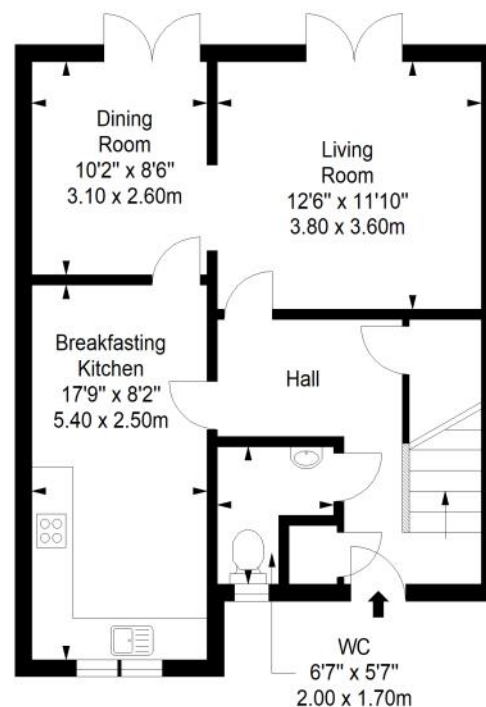 Dining
Room
10'2" x 8'6"
3.10 x 2.60m
Living
Room
12'6" x 11'10"
3.80 x 3.60m
Breakfasting
Kitchen
17'9" x 8'2"
5.40 x 2.50m
Hall
WC
6'7" x 5'7"
2.00 x 1.70m